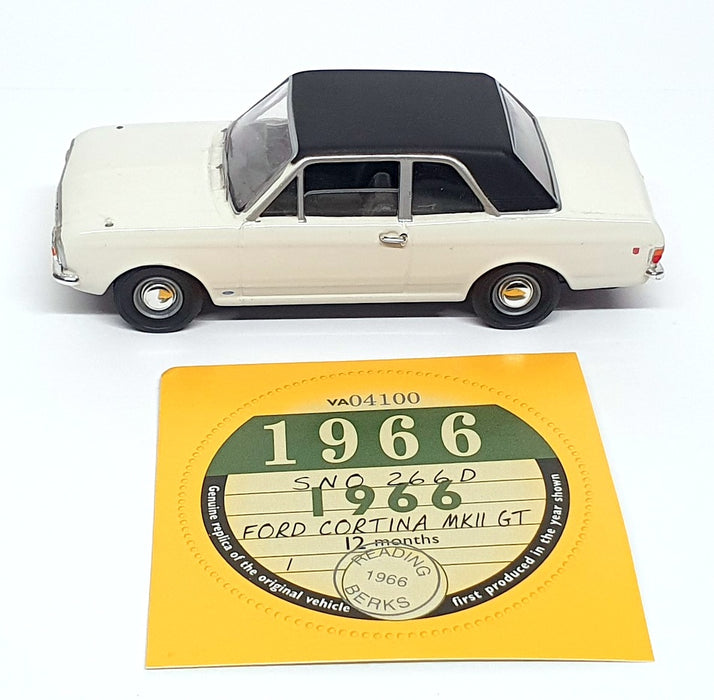 VA04100
1966
SNO 266D
1966
FORD CORTINA MKII GT
12 months
1
READING
1966
BERKS
Genuine replica of the original vehicle
first produced in the year shown